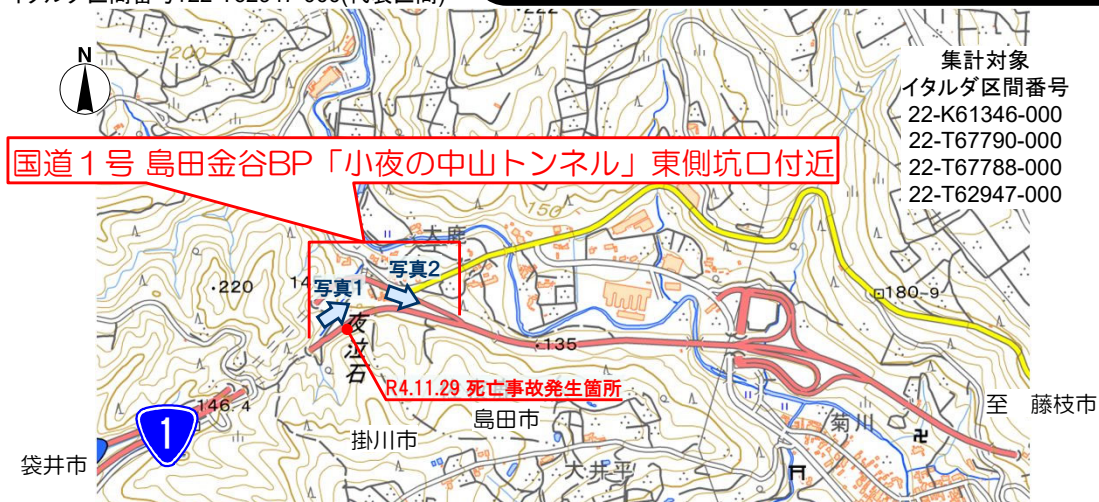 222
N
200
集計対象
イタルダ区間番号
22-K61346-000
22-T67790-000
22-T67788-000
22-T62947-000
国道1号 島田金谷BP「小夜の中山トンネル」東側坑口付近
150
大鹿
写真2
写真1
・220
180.9
夜泣石
・135
R4.11.29 死亡事故発生箇所
146.4
1
島田市
掛川市
袋井市
至 藤枝市
菊川
大井平